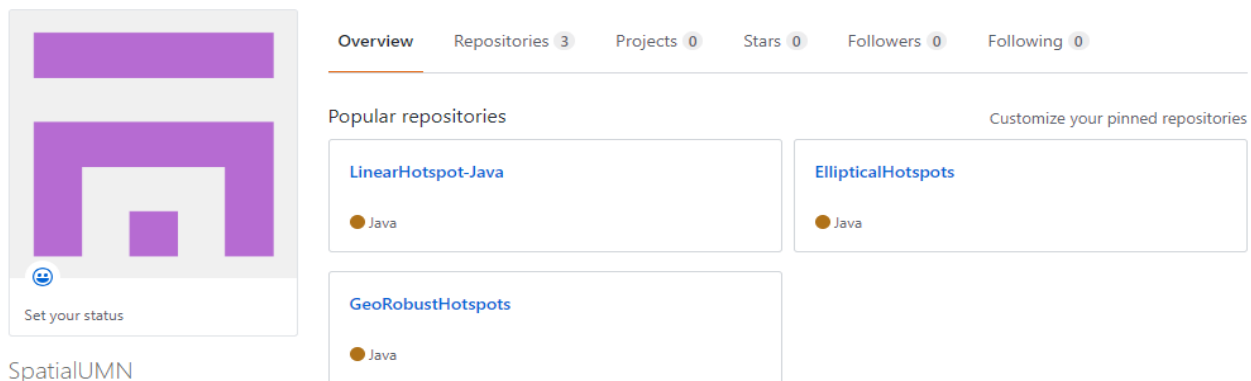 Overview Repositories 3 Projects 0 Stars 0 Followers 0 Following 0
Popular repositories
Customize your pinned repositories
LinearHotspot-Java
Java
EllipticalHotspots
Java
GeoRobustHotspots
Java
Set your status
SpatialUMN